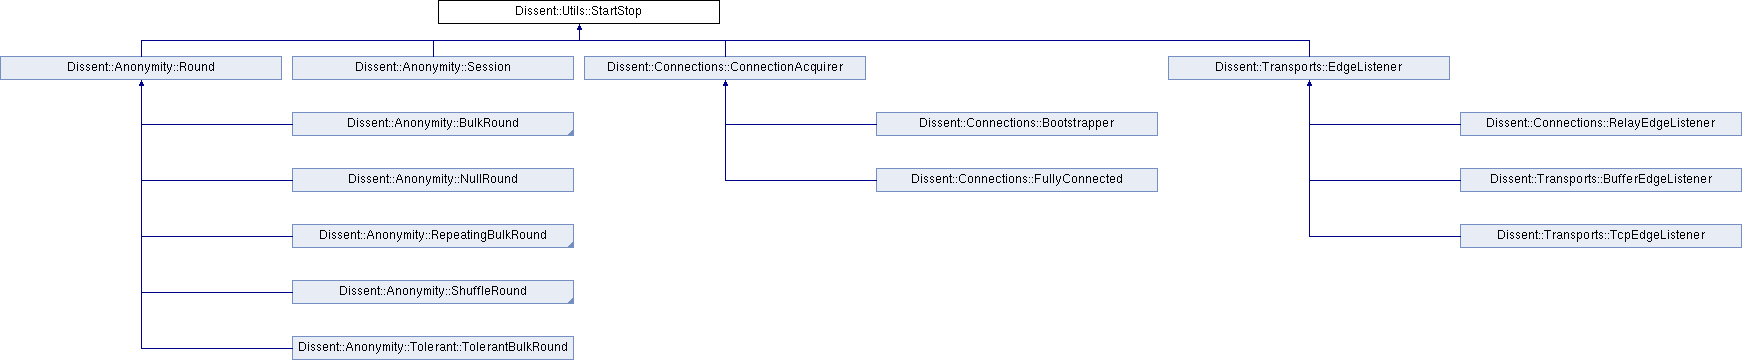 Dissent::Utils::StartStop
Dissent::Anonymity::Round
Dissent::Anonymity::Session
Dissent::Connections::ConnectionAcquirer
Dissent::Transports::EdgeListener
Dissent::Anonymity::BulkRound
Dissent::Connections::Bootstrapper
Dissent::Connections::RelayEdgeListener
Dissent::Anonymity::NullRound
Dissent::Connections::FullyConnected
Dissent::Transports::BufferEdgeListener
Dissent::Anonymity::RepeatingBulkRound
Dissent::Transports::TcpEdgeListener
Dissent::Anonymity::ShuffleRound
Dissent::Anonymity::Tolerant::TolerantBulkRound